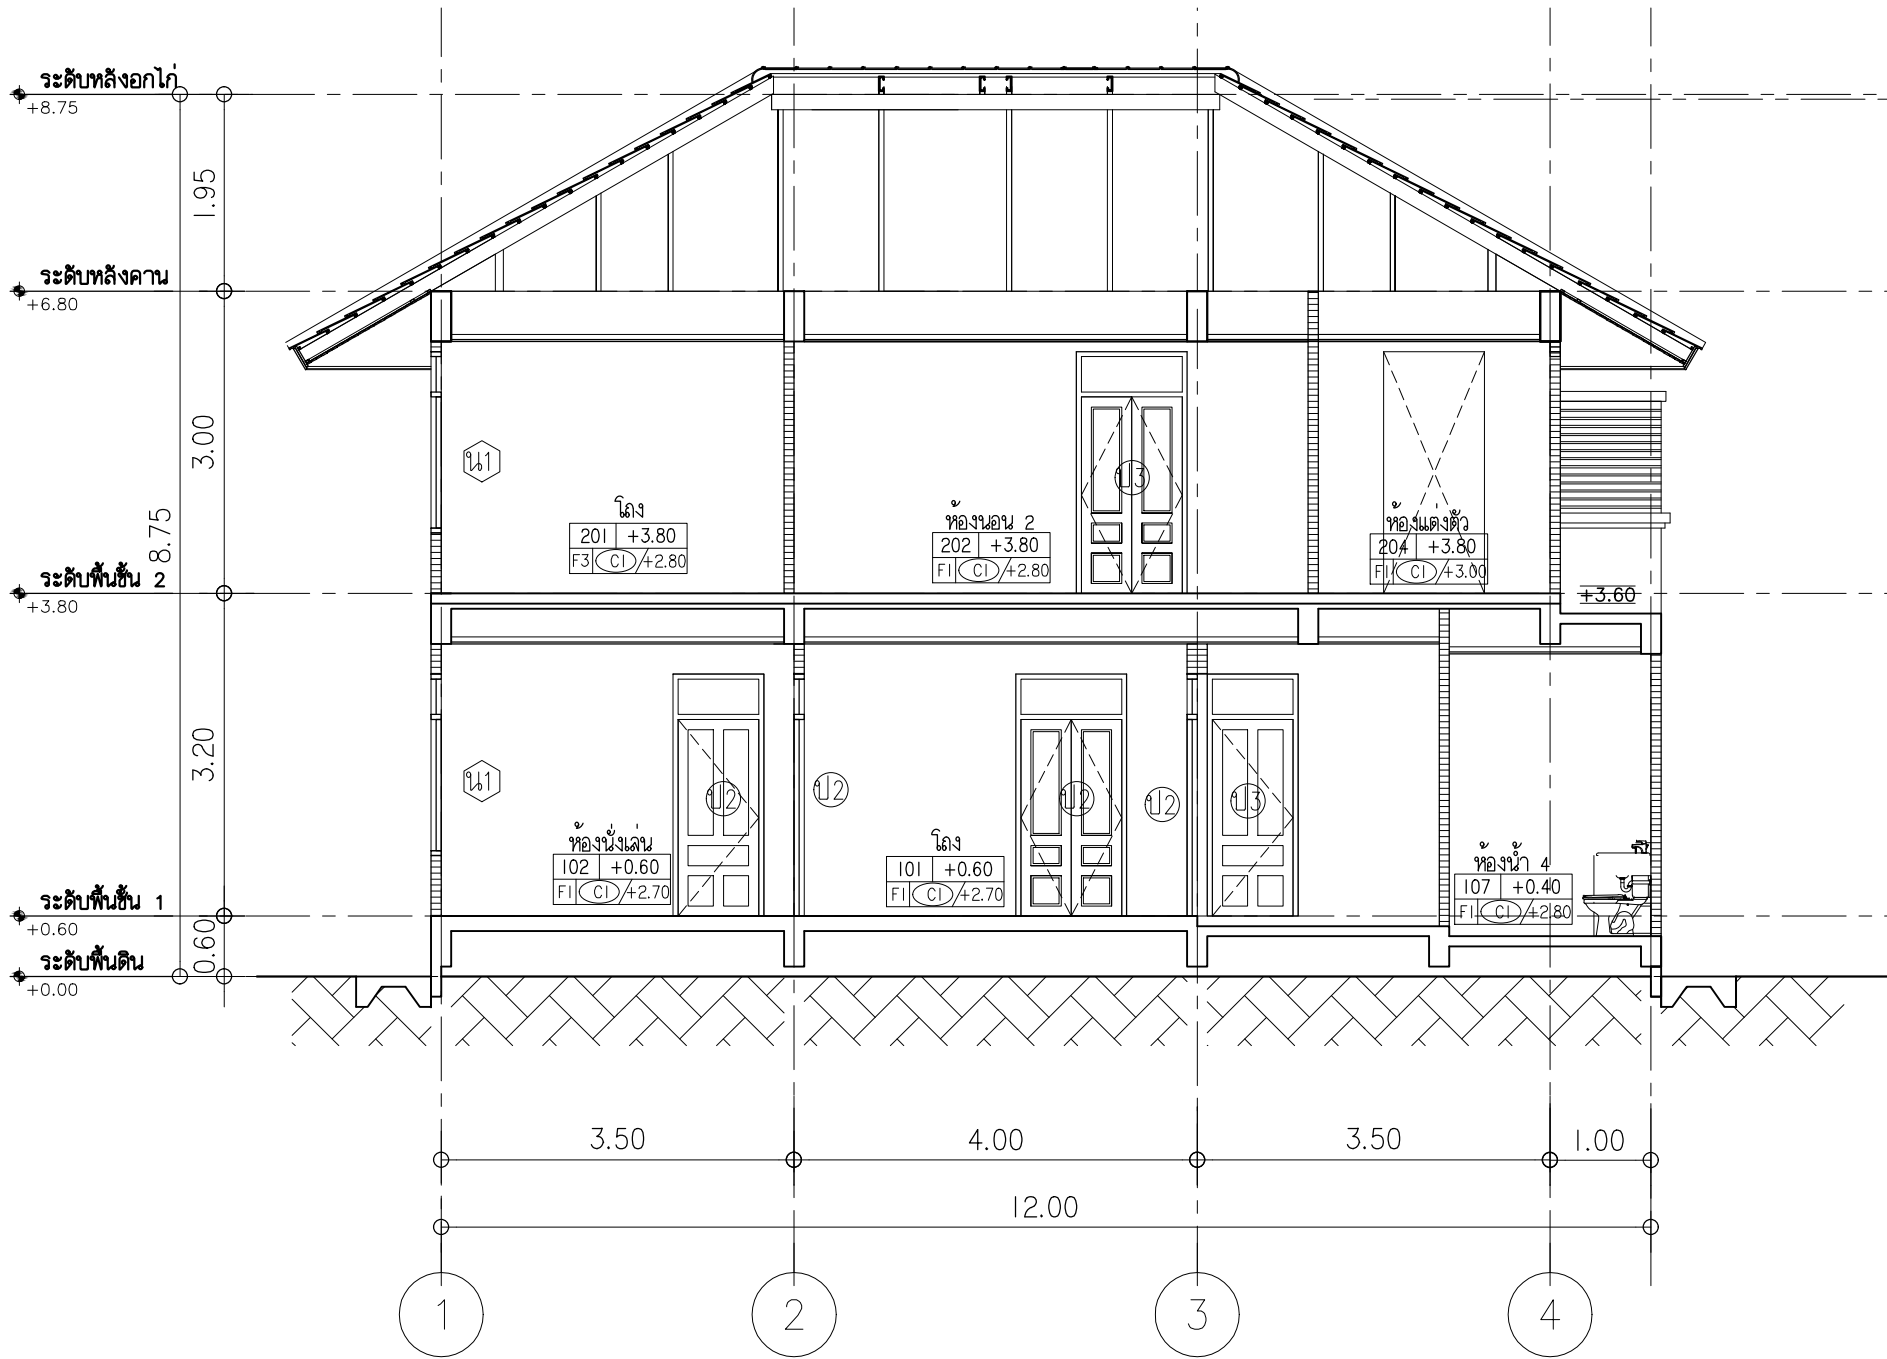 ระดับหลังอกไก่
+8.75
1.95
ระดับหลังคาน
+6.80
3.00
8.75
น1
ป3
โถง
201 +3.80
F3 C1 /+2.80
ห้องนอน 2
202 +3.80
F1 C1 /+2.80
ห้องแต่งตัว
204 +3.80
F1 C1 /+3.00
ระดับพื้นชั้น 2
+3.80
+3.60
3.20
น1
ป2
ป2
ป2
ป2
ป3
ห้องนั่งเล่น
102 +0.60
F1 C1 /+2.70
โถง
101 +0.60
F1 C1 /+2.70
ห้องน้ำ 4
107 +0.40
F1 C1 /+2.80
ระดับพื้นชั้น 1
+0.60
0.60
ระดับพื้นดิน
+0.00
3.50 4.00 3.50 1.00
12.00
1 2 3 4